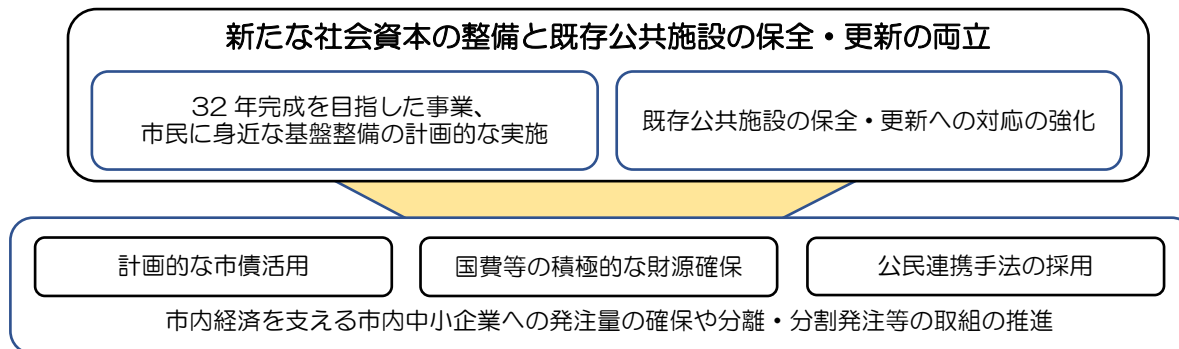 新たな社会資本の整備と既存公共施設の保全・更新の両立
32 年完成を目指した事業、
市民に身近な基盤整備の計画的な実施
既存公共施設の保全・更新への対応の強化
計画的な市債活用
国費等の積極的な財源確保
公民連携手法の採用
市内経済を支える市内中小企業への発注量の確保や分離・分割発注等の取組の推進